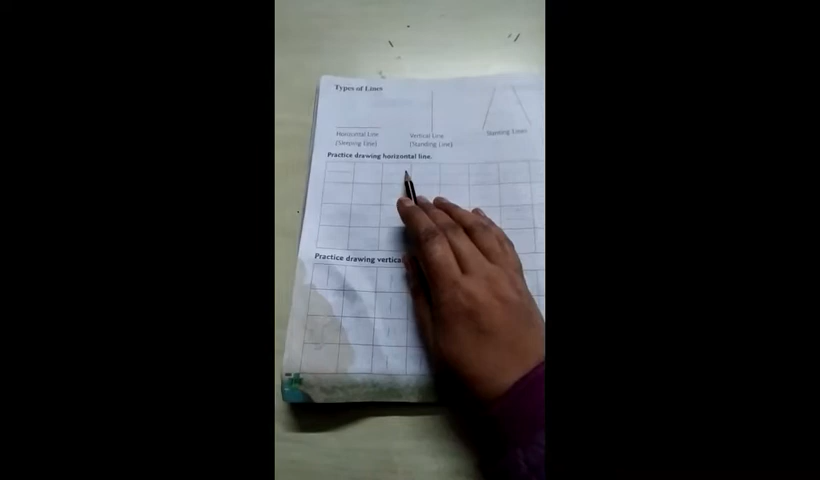 Types of Lines
Horizontal Line
Vertical Line
Slanting Lines
(Sleeping Line)
(Standing Line)
Practice drawing horizontal line.
Practice drawing vertical